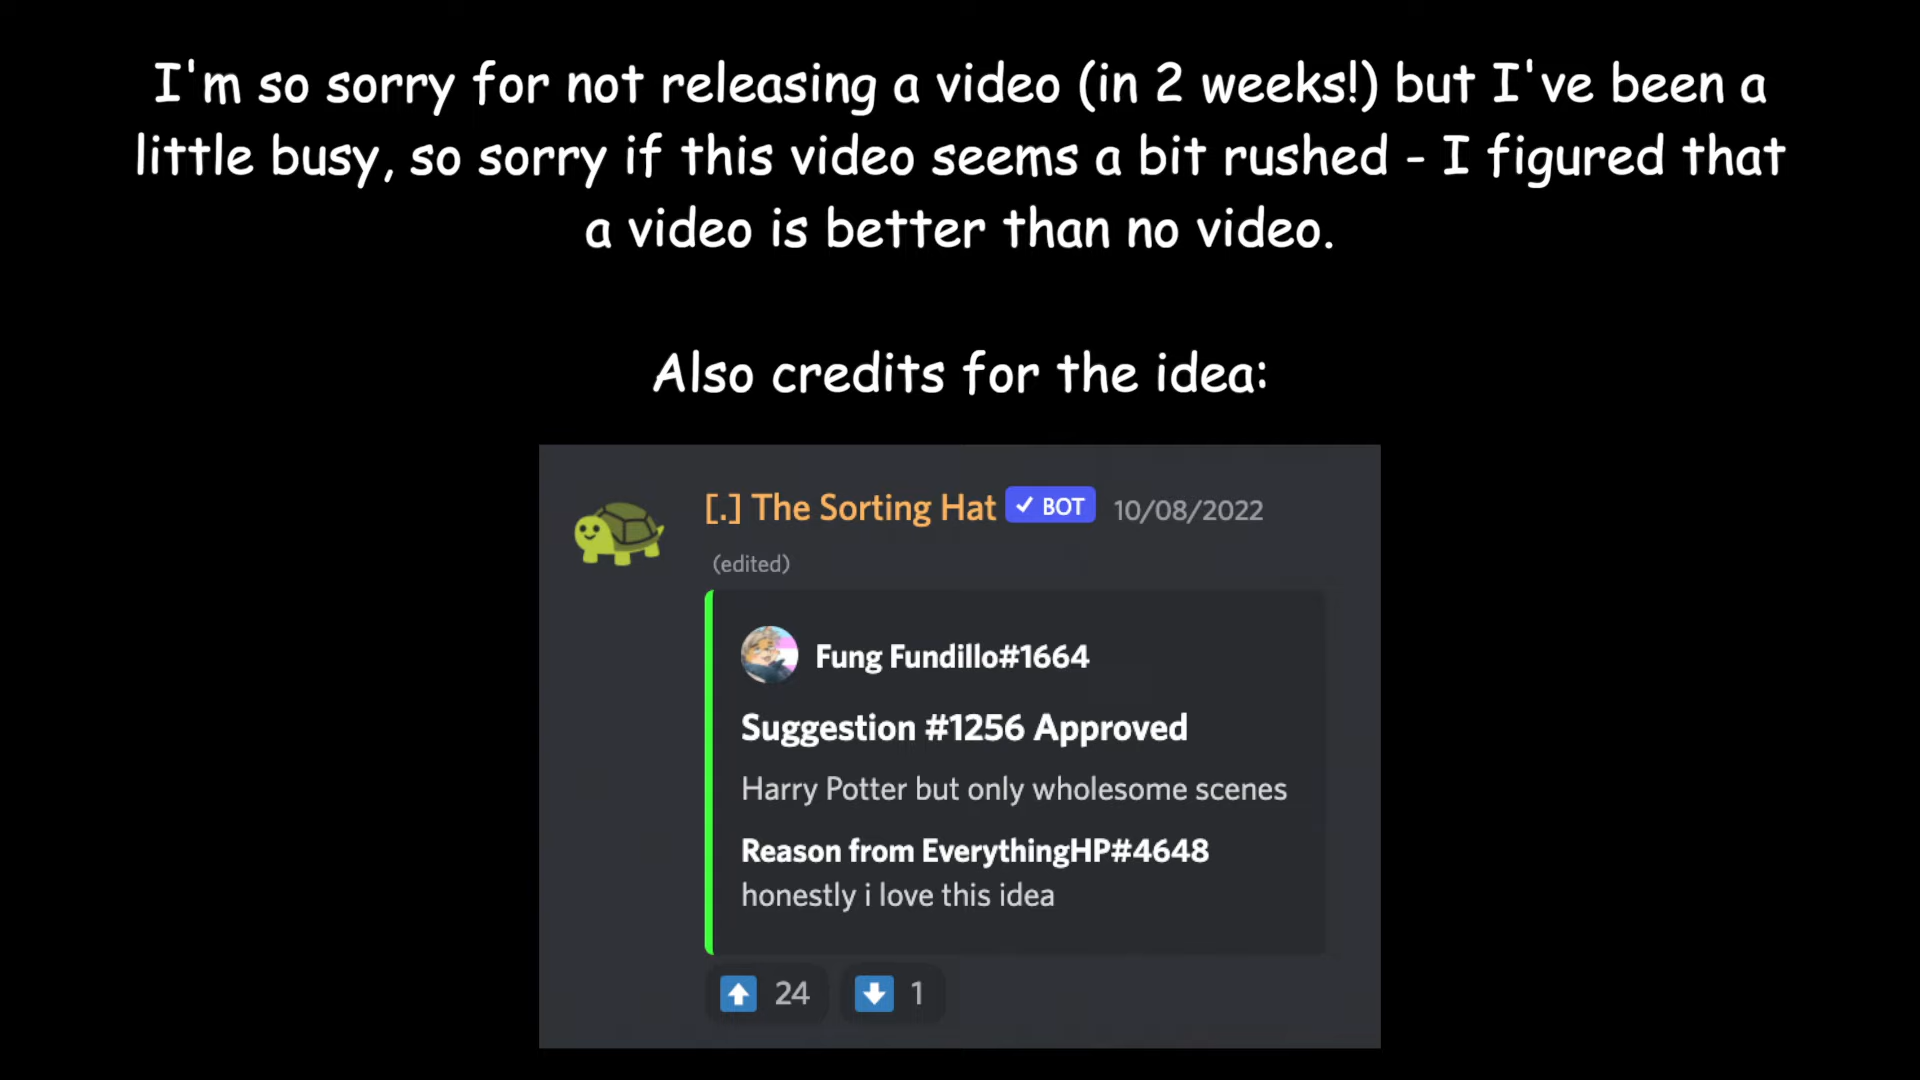 I'm so sorry for not releasing a video (in 2 weeks!) but I've been a
little busy, so sorry if this video seems a bit rushed - I figured that
a video is better than no video.
Also credits for the idea:
[.] The Sorting Hat ✓ BOT 10/08/2022
(edited)
Fung Fundillo#1664
Suggestion #1256 Approved
Harry Potter but only wholesome scenes
Reason from EverythingHP#4648
honestly i love this idea
24 1